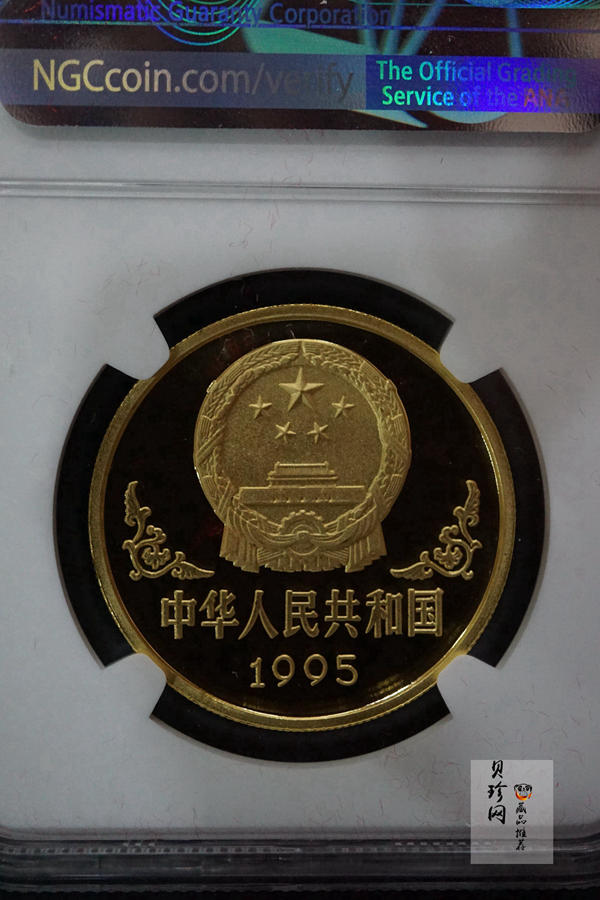 Numismatic Guaranty Corporation
NGCcoin.com/verify
The Official Grading
Service of the ANA
中华人民共和国
1995
贝珍网
藏品推荐